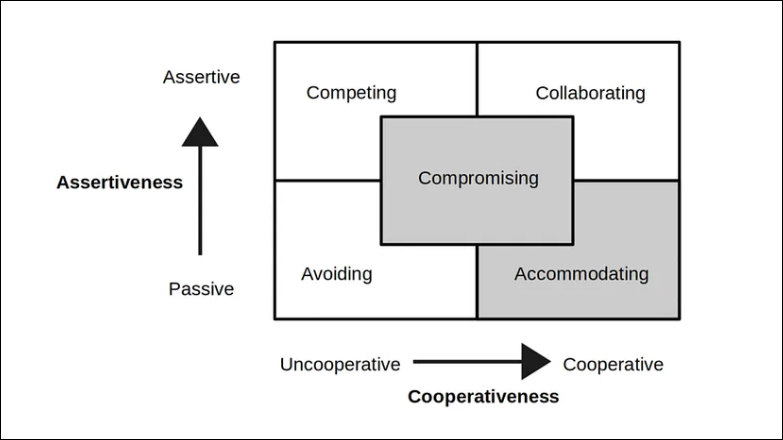 Assertive
Competing
Collaborating
Assertiveness
Compromising
Passive
Avoiding
Accommodating
Uncooperative
Cooperative
Cooperativeness